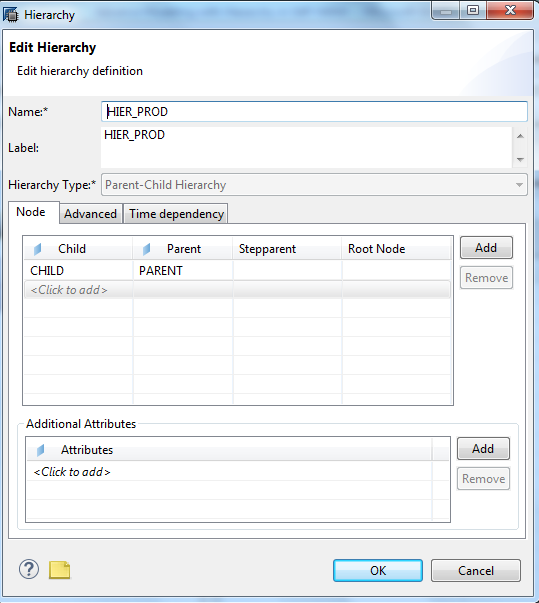 Hierarchy
Edit Hierarchy
Edit hierarchy definition
Name:* HIER_PROD
Label: HIER_PROD
Hierarchy Type:* Parent-Child Hierarchy
Node Advanced Time dependency
Child Parent Stepparent Root Node Add
CHILD PARENT Remove
<Click to add>
Additional Attributes
Attributes Add
<Click to add> Remove
? OK Cancel